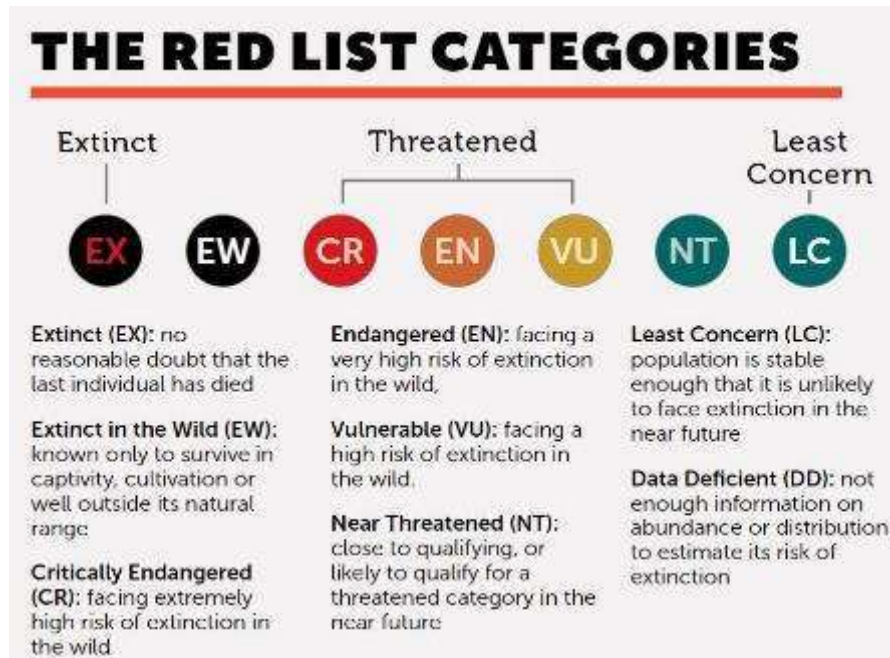 THE RED LIST CATEGORIES
Extinct
Threatened
Least
Concern
EX
EW
CR
EN
VU
NT
LC
Extinct (EX): no
reasonable doubt that the
last individual has died
Extinct in the Wild (EW):
known only to survive in
captivity, cultivation or
well outside its natural
range
Critically Endangered
(CR): facing extremely
high risk of extinction in
the wild
Endangered (EN): facing a
very high risk of extinction
in the wild,
Vulnerable (VU): facing a
high risk of extinction in
the wild.
Near Threatened (NT):
close to qualifying, or
likely to qualify for a
threatened category in the
near future
Least Concern (LC):
population is stable
enough that it is unlikely
to face extinction in the
near future
Data Deficient (DD): not
enough information on
abundance or distribution
to estimate its risk of
extinction